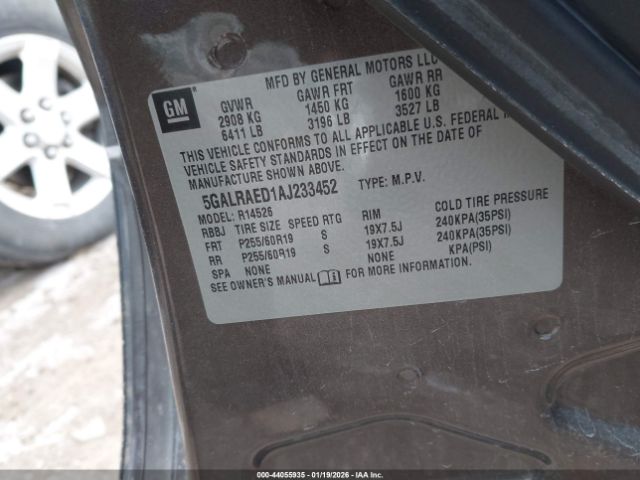 MFD BY GENERAL MOTORS LLC
GM
GVWR GAWR FRT GAWR RR
2908 KG 1450 KG 1600 KG
6411 LB 3196 LB 3527 LB
THIS VEHICLE CONFORMS TO ALL APPLICABLE U.S. FEDERAL
VEHICLE SAFETY STANDARDS IN EFFECT ON THE DATE OF
MANUFACTURE SHOWN ABOVE.
5GALRAED1AJ233452 TYPE: M.P.V.
MODEL: R14526
RBBJ TIRE SIZE SPEED RTG RIM COLD TIRE PRESSURE
FRT P255/60R19 S 19X7.5J 240KPA(35PSI)
RR P255/60R19 S 19X7.5J 240KPA(35PSI)
SPA NONE NONE KPA(PSI)
SEE OWNER'S MANUAL FOR MORE INFORMATION.
000-44055935 - 01/19/2026 - IAAI.COM